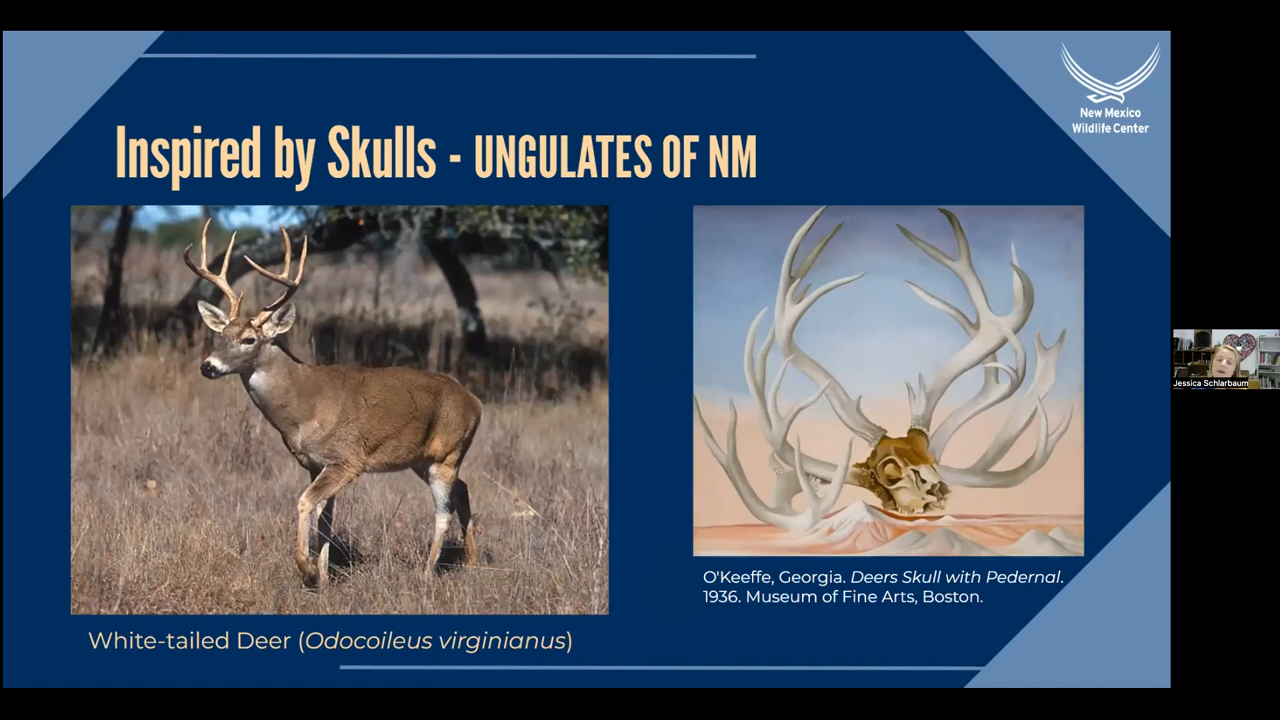 New Mexico
Wildlife Center
Inspired by Skulls - UNGULATES OF NM
O'Keeffe, Georgia. Deers Skull with Pedernal.
1936. Museum of Fine Arts, Boston.
White-tailed Deer (Odocoileus virginianus)
Jessica Schlarbaum